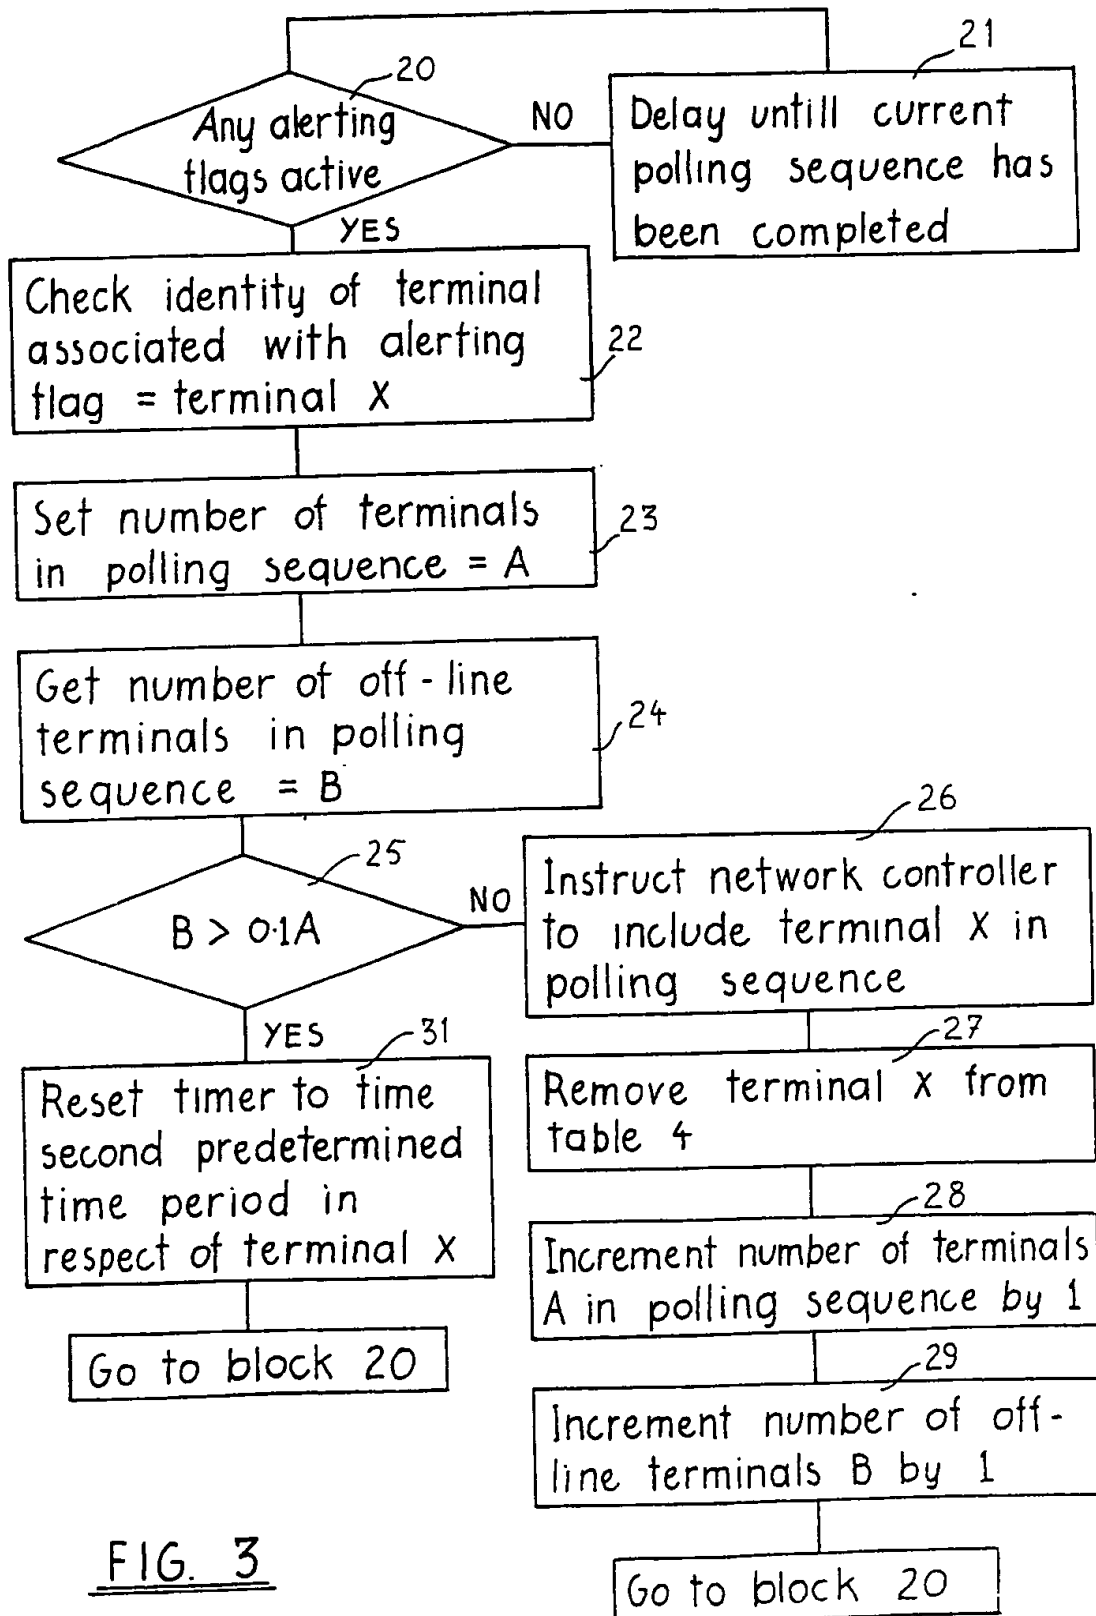 20
Any alerting
flags active
NO
YES
21
Delay untill current
polling sequence has
been completed
Check identity of terminal
associated with alerting
flag = terminal X
22
Set number of terminals
in polling sequence = A
23
Get number of off-line
terminals in polling
sequence = B
24
25
B > 0·1A
NO
YES
26
Instruct network controller
to include terminal X in
polling sequence
27
Remove terminal X from
table 4
28
Increment number of terminals
A in polling sequence by 1
29
Increment number of off-
line terminals B by 1
Go to block 20
31
Reset timer to time
second predetermined
time period in
respect of terminal X
Go to block 20
FIG. 3